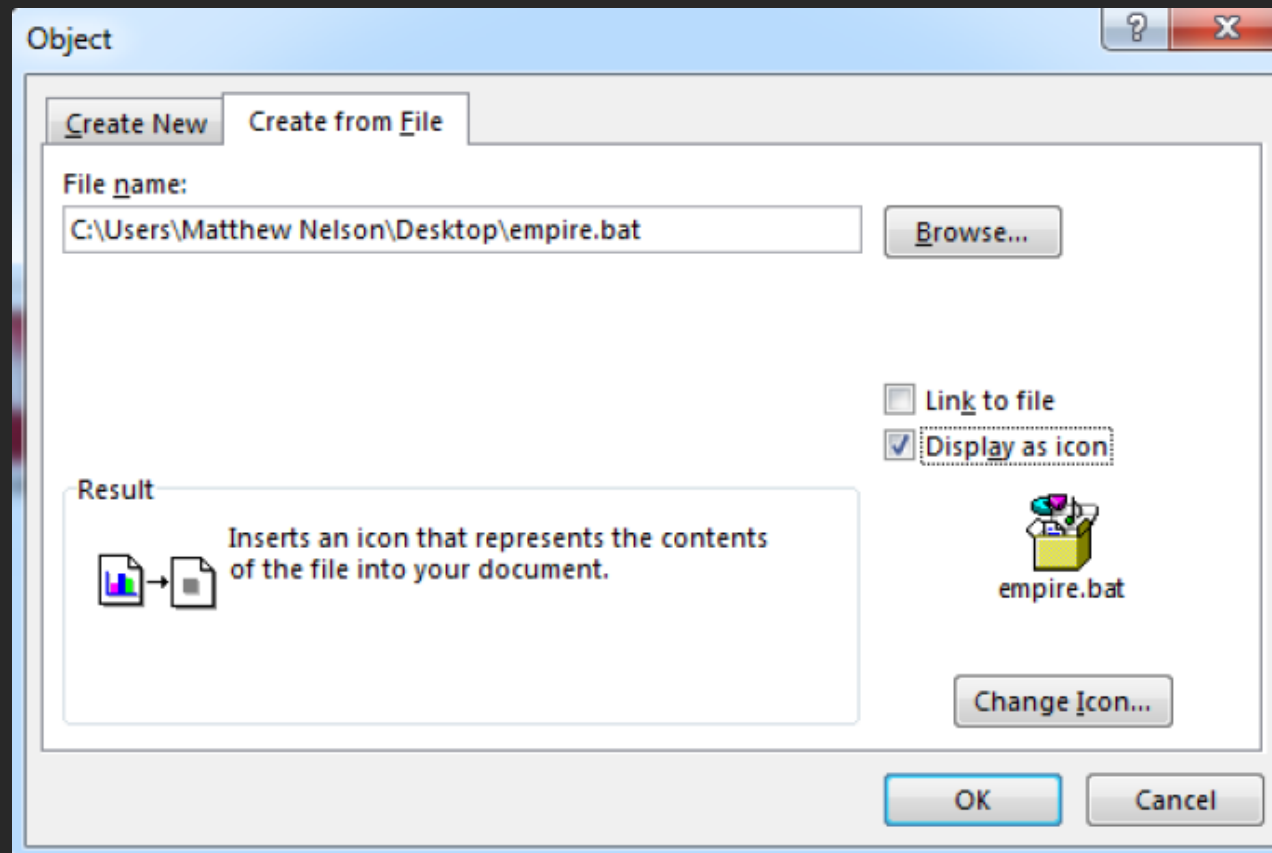 Object
Create New
Create from File
File name:
C:\Users\Matthew Nelson\Desktop\empire.bat
Browse...
Link to file
Display as icon
Result
Inserts an icon that represents the contents
of the file into your document.
empire.bat
Change Icon...
OK
Cancel